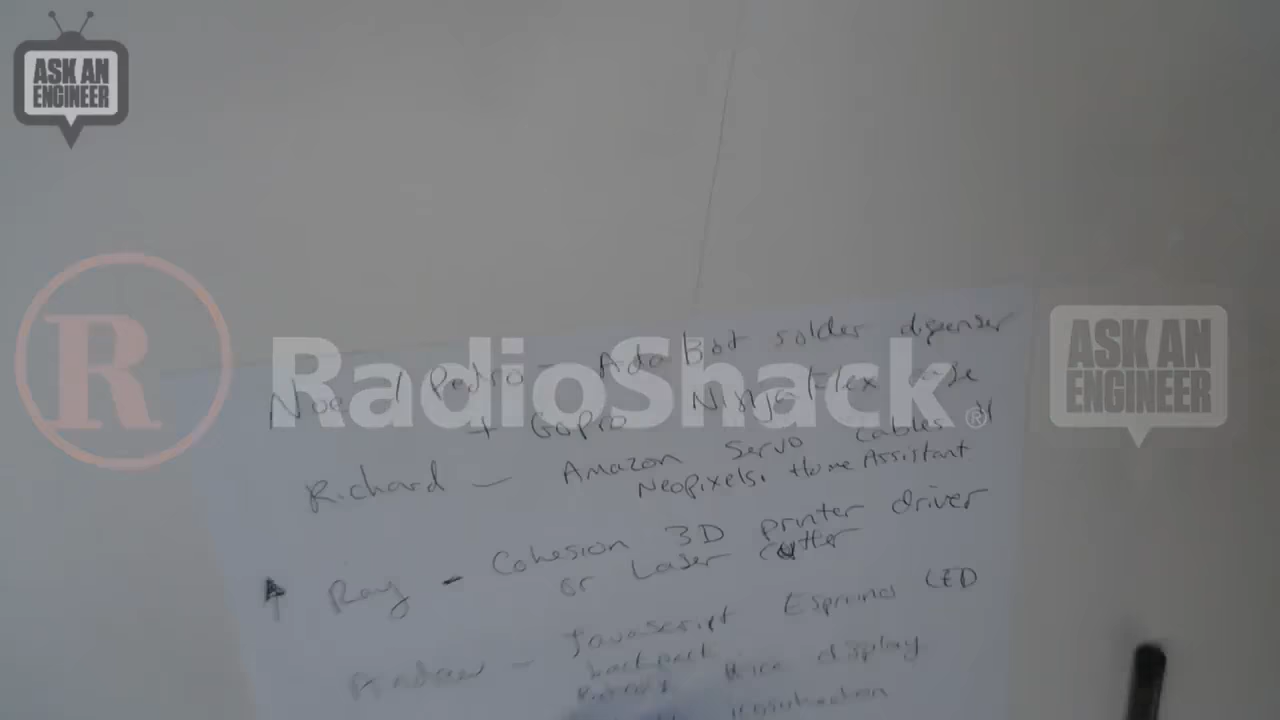 ASK AN
ENGINEER
R
RadioShack®
ASK AN
ENGINEER
Noe / Pedro - AdaBot solder dispenser
+ GoPro NinjaFlex case
Richard - Amazon Servo cables
Neopixels. Home Assistant
Ray - Cohesion 3D printer driver
or Laser cutter
Javascript LED
backpack
display